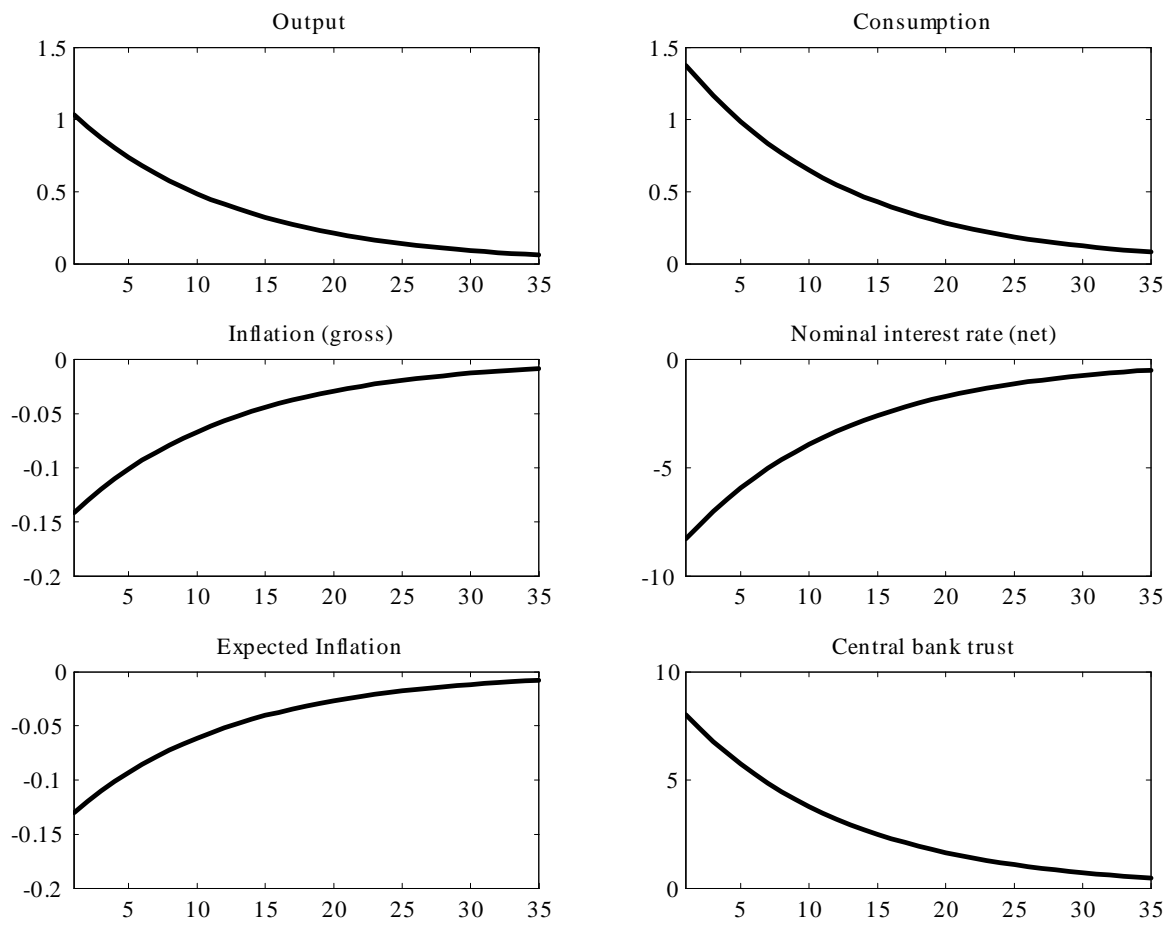 Output
1.5
1
0.5
0
5 10 15 20 25 30 35
Consumption
1.5
1
0.5
0
5 10 15 20 25 30 35
Inflation (gross)
0
-0.05
-0.1
-0.15
-0.2
5 10 15 20 25 30 35
Nominal interest rate (net)
0
-5
-10
5 10 15 20 25 30 35
Expected Inflation
0
-0.05
-0.1
-0.15
-0.2
5 10 15 20 25 30 35
Central bank trust
10
5
0
5 10 15 20 25 30 35